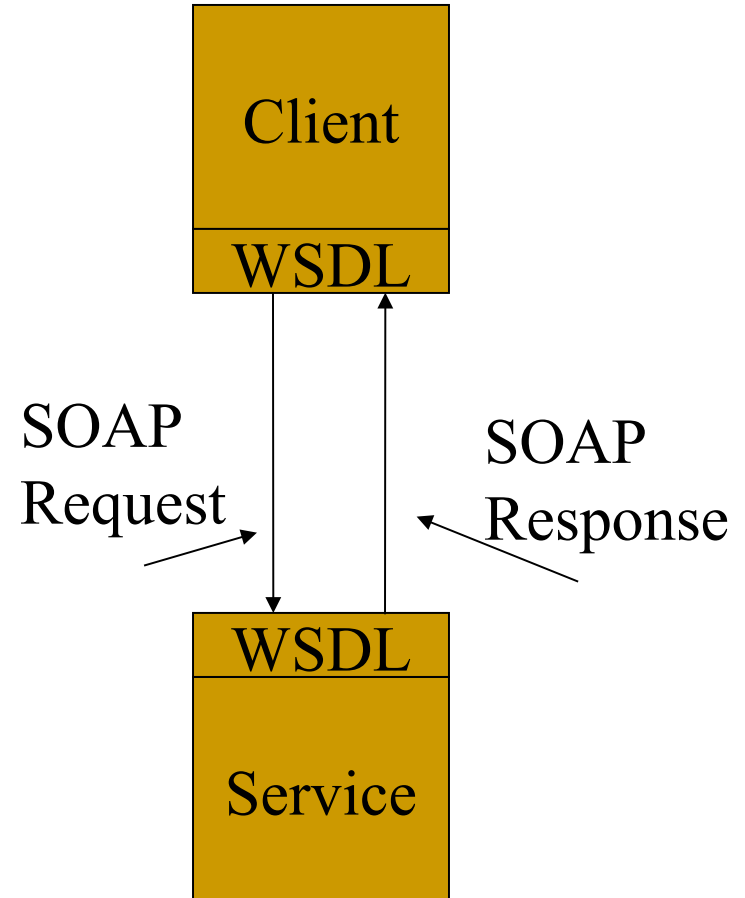 Client
WSDL
SOAP
Request
SOAP
Response
WSDL
Service